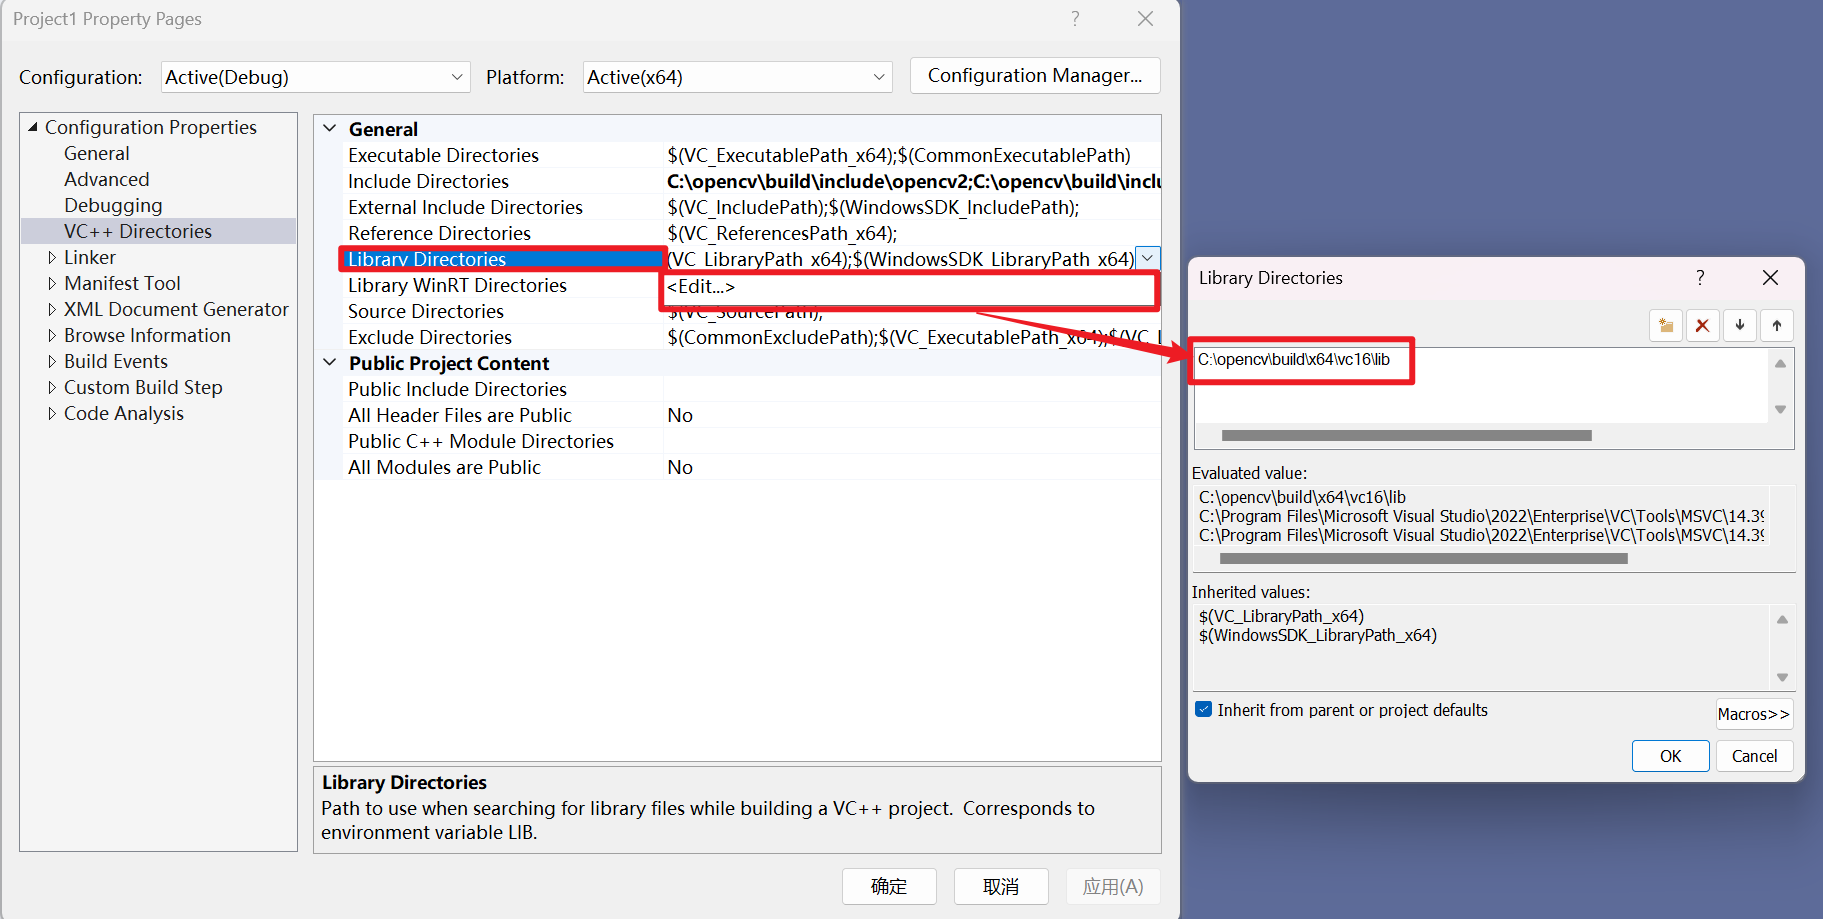 Project1 Property Pages
Configuration:
Active(Debug)
Platform:
Active(x64)
Configuration Manager...
Configuration Properties
General
Advanced
Debugging
VC++ Directories
Linker
Manifest Tool
XML Document Generator
Browse Information
Build Events
Custom Build Step
Code Analysis
General
Executable Directories $(VC_ExecutablePath_x64);$(CommonExecutablePath)
Include Directories C:\opencv\build\include\opencv2;C:\opencv\build\inclu
External Include Directories $(VC_IncludePath);$(WindowsSDK_IncludePath);
Reference Directories $(VC_ReferencesPath_x64);
Library Directories (VC_LibraryPath_x64);$(WindowsSDK_LibraryPath_x64)
Library WinRT Directories <Edit...>
Source Directories $(VC_SourcePath);
Exclude Directories $(CommonExcludePath);$(VC_ExecutablePath_x64);$(VC_L
Public Project Content
Public Include Directories
All Header Files are Public No
Public C++ Module Directories
All Modules are Public No
Library Directories
Path to use when searching for library files while building a VC++ project. Corresponds to
environment variable LIB.
确定
取消
应用(A)
Library Directories
C:\opencv\build\x64\vc16\lib
Evaluated value:
C:\opencv\build\x64\vc16\lib
C:\Program Files\Microsoft Visual Studio\2022\Enterprise\VC\Tools\MSVC\14.39
C:\Program Files\Microsoft Visual Studio\2022\Enterprise\VC\Tools\MSVC\14.39
Inherited values:
$(VC_LibraryPath_x64)
$(WindowsSDK_LibraryPath_x64)
Inherit from parent or project defaults
Macros>>
OK
Cancel